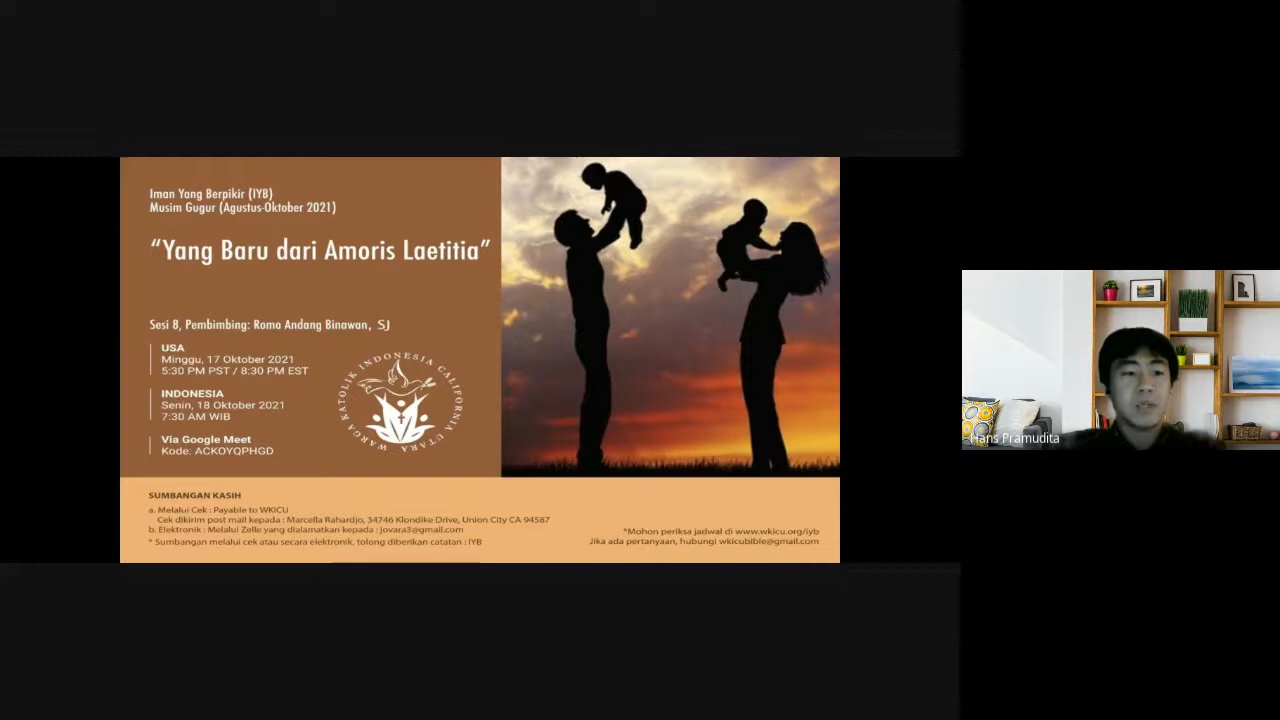 Iman Yang Berpikir (IYB)
Musim Gugur (Agustus-Oktober 2021)
“Yang Baru dari Amoris Laetitia”
Sesi 8, Pembimbing: Romo Andang Binawan, SJ
USA
Minggu, 17 Oktober 2021
5:30 PM PST / 8:30 PM EST
INDONESIA
Senin, 18 Oktober 2021
7:30 AM WIB
Via Google Meet
Kode: ACKOYQPHGD
WARGA KATOLIK INDONESIA CALIFORNIA UTARA
SUMBANGAN KASIH
a. Melalui Cek : Payable to WKICU
Cek dikirim post mail kepada : Marcella Rahardjo, 34746 Klondike Drive, Union City CA 94587
b. Elektronik : Melalui Zelle yang dialamatkan kepada : jovara3@gmail.com
* Sumbangan melalui cek atau secara elektronik, tolong diberikan catatan : IYB
*Mohon periksa jadwal di www.wkicu.org/iyb
Jika ada pertanyaan, hubungi wkicubible@gmail.com
Hans Pramudita